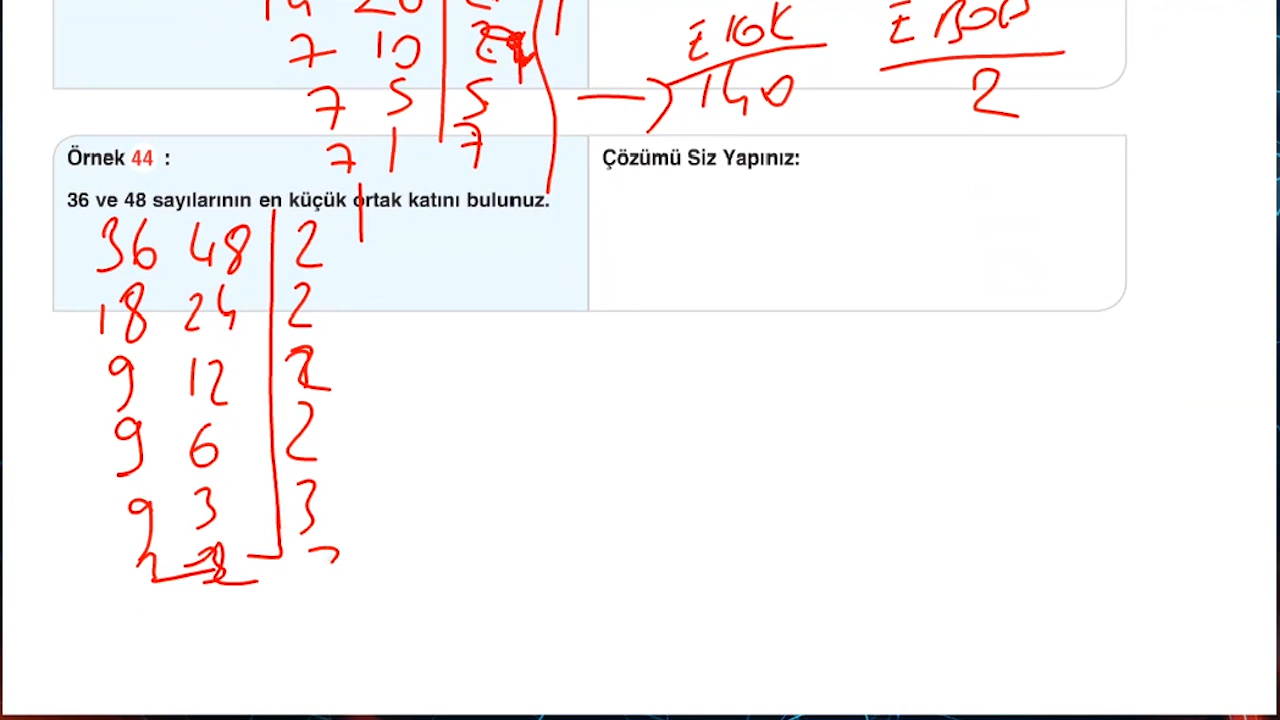 14 20
7 10
7 5 5
7 1 7
EKOK
140
EBOB
2
Örnek 44 :
36 ve 48 sayılarının en küçük ortak katını bulunuz.
36 48 2
18 24 2
9 12 2
9 6 2
9 3 3
Çözümü Siz Yapınız: